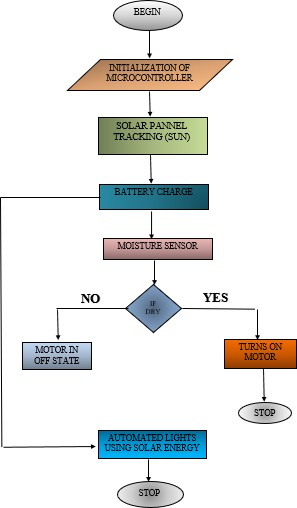 BEGIN
INITIALIZATION OF
MICROCONTROLLER
SOLAR PANNEL
TRACKING (SUN)
BATTERY CHARGE
MOISTURE SENSOR
IF
DRY
NO
YES
MOTOR IN
OFF STATE
TURNS ON
MOTOR
STOP
AUTOMATED LIGHTS
USING SOLAR ENERGY
STOP